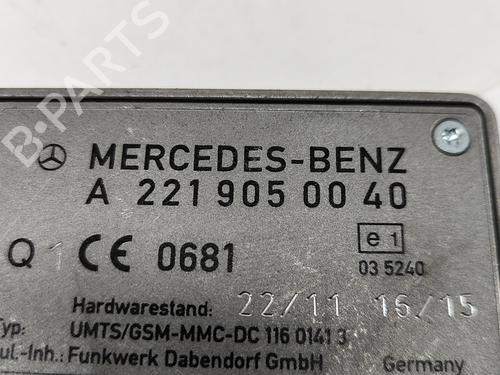 B-PARTS
MERCEDES-BENZ
A 221 905 00 40
Q 1 CE 0681 e1
03 5240
Hardwarestand: 22/11 16/15
Typ: UMTS/GSM-MMC-DC 116 0141 3
ul.-Inh.: Funkwerk Dabendorf GmbH Germany